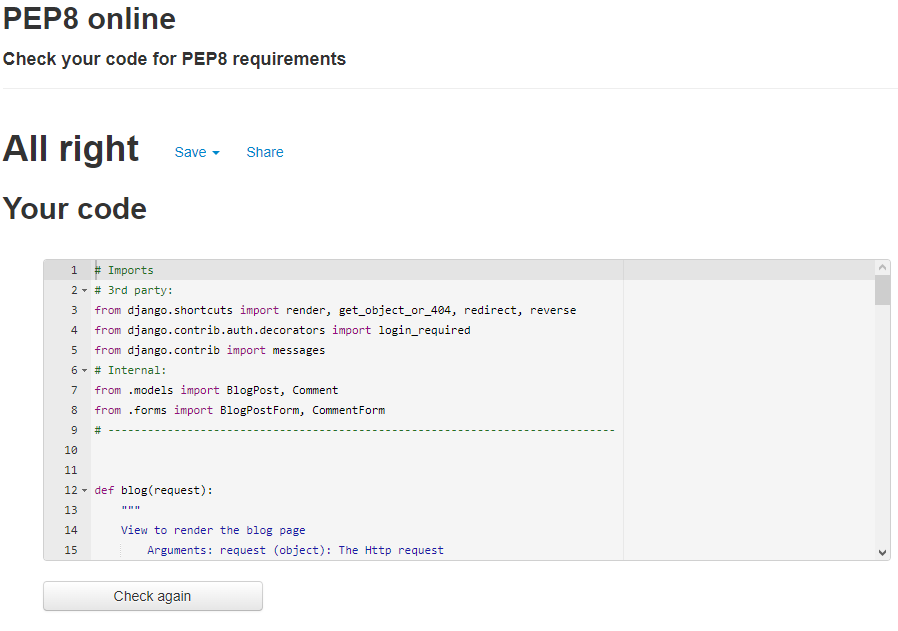 PEP8 online
Check your code for PEP8 requirements
All right Save Share
Your code
1 # Imports
2 # 3rd party:
3 from django.shortcuts import render, get_object_or_404, redirect, reverse
4 from django.contrib.auth.decorators import login_required
5 from django.contrib import messages
6 # Internal:
7 from .models import BlogPost, Comment
8 from .forms import BlogPostForm, CommentForm
9 # -----------------------------------------------------------------------------
10
11
12 def blog(request):
13 """
14 View to render the blog page
15 Arguments: request (object): The Http request
Check again